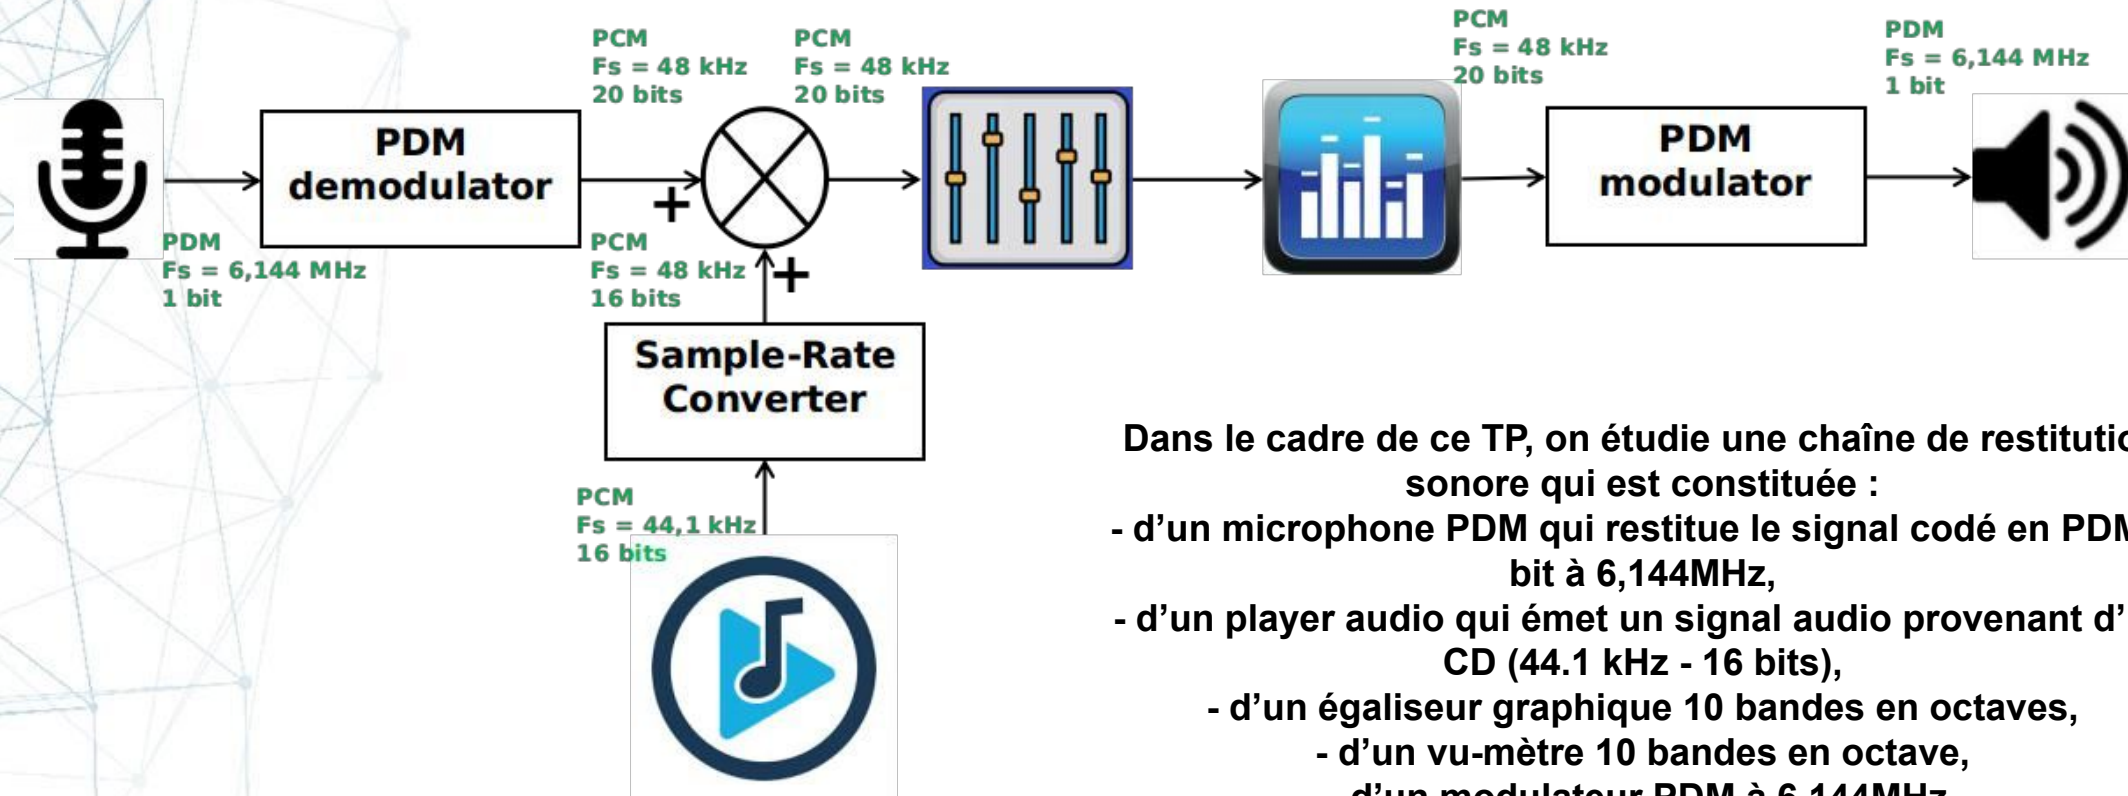 PCM
Fs = 48 kHz
20 bits
PCM
Fs = 48 kHz
20 bits
PCM
Fs = 48 kHz
20 bits
PDM
Fs = 6,144 MHz
1 bit
PDM
demodulator
PDM
modulator
+
PDM
Fs = 6,144 MHz
1 bit
PCM
Fs = 48 kHz
16 bits
+
Sample-Rate
Converter
PCM
Fs = 44,1 kHz
16 bits
Dans le cadre de ce TP, on étudie une chaîne de restitutio
sonore qui est constituée :
- d’un microphone PDM qui restitue le signal codé en PDM
bit à 6,144MHz,
- d’un player audio qui émet un signal audio provenant d’
CD (44.1 kHz - 16 bits),
- d’un égaliseur graphique 10 bandes en octaves,
- d’un vu-mètre 10 bandes en octave,
d’un modulateur PDM à 6,144MHz